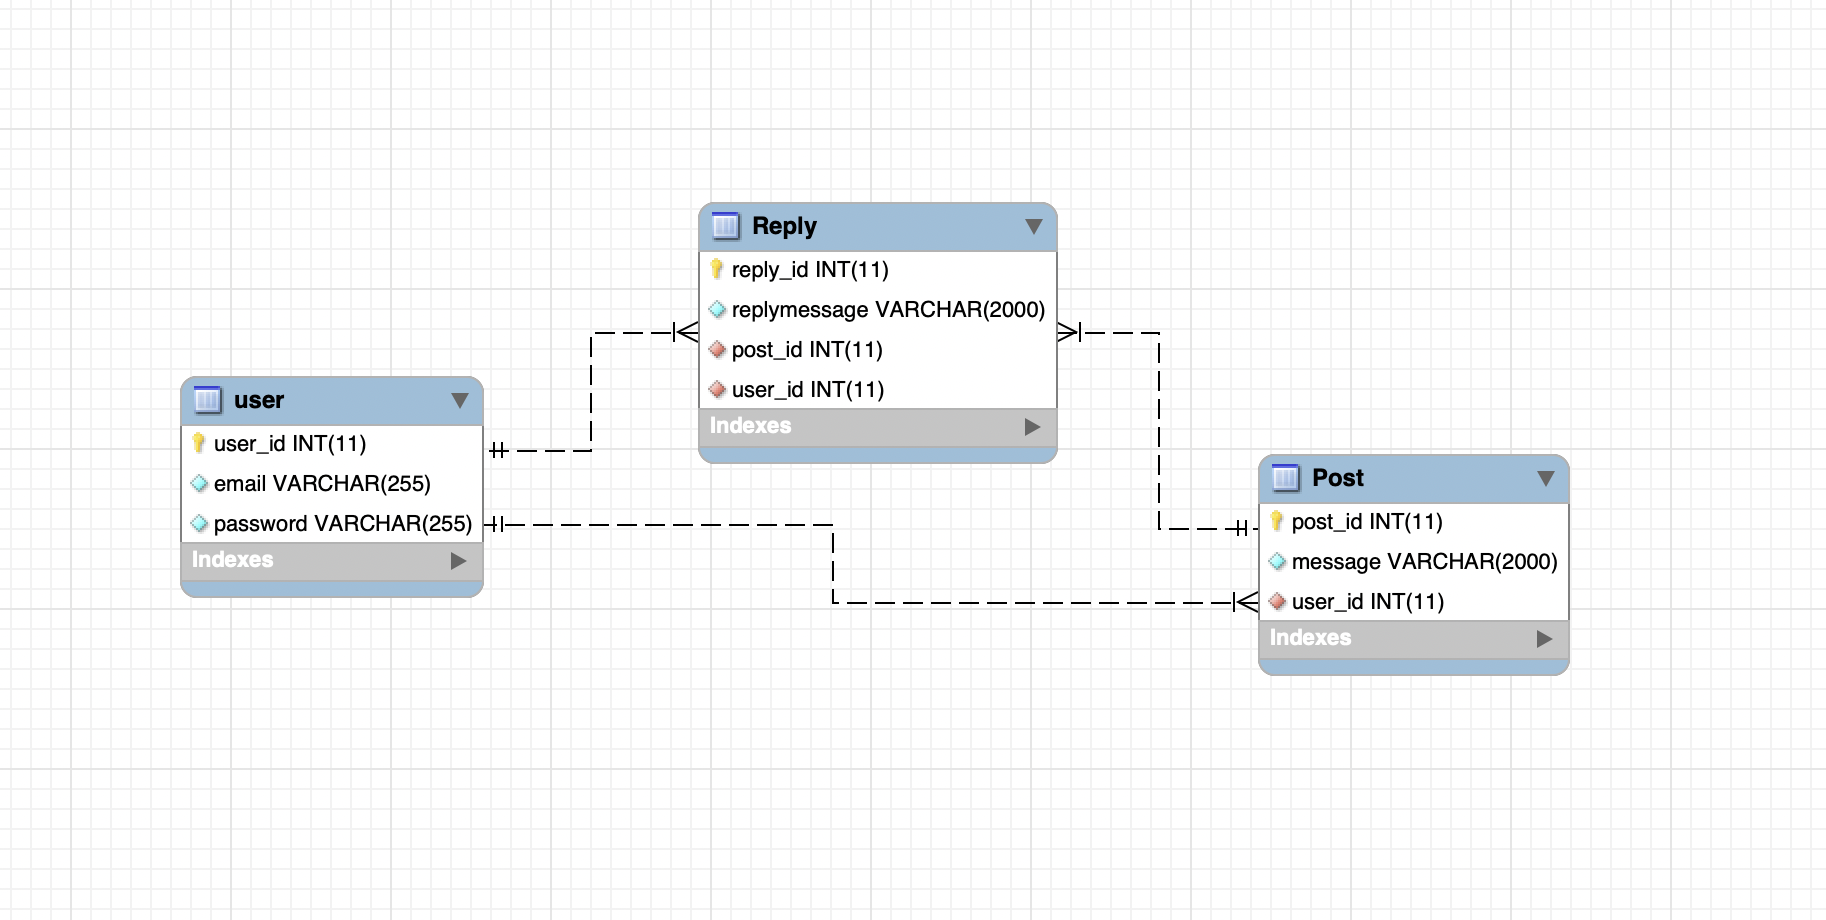 user
user_id INT(11)
email VARCHAR(255)
password VARCHAR(255)
Indexes
Reply
reply_id INT(11)
replymessage VARCHAR(2000)
post_id INT(11)
user_id INT(11)
Indexes
Post
post_id INT(11)
message VARCHAR(2000)
user_id INT(11)
Indexes